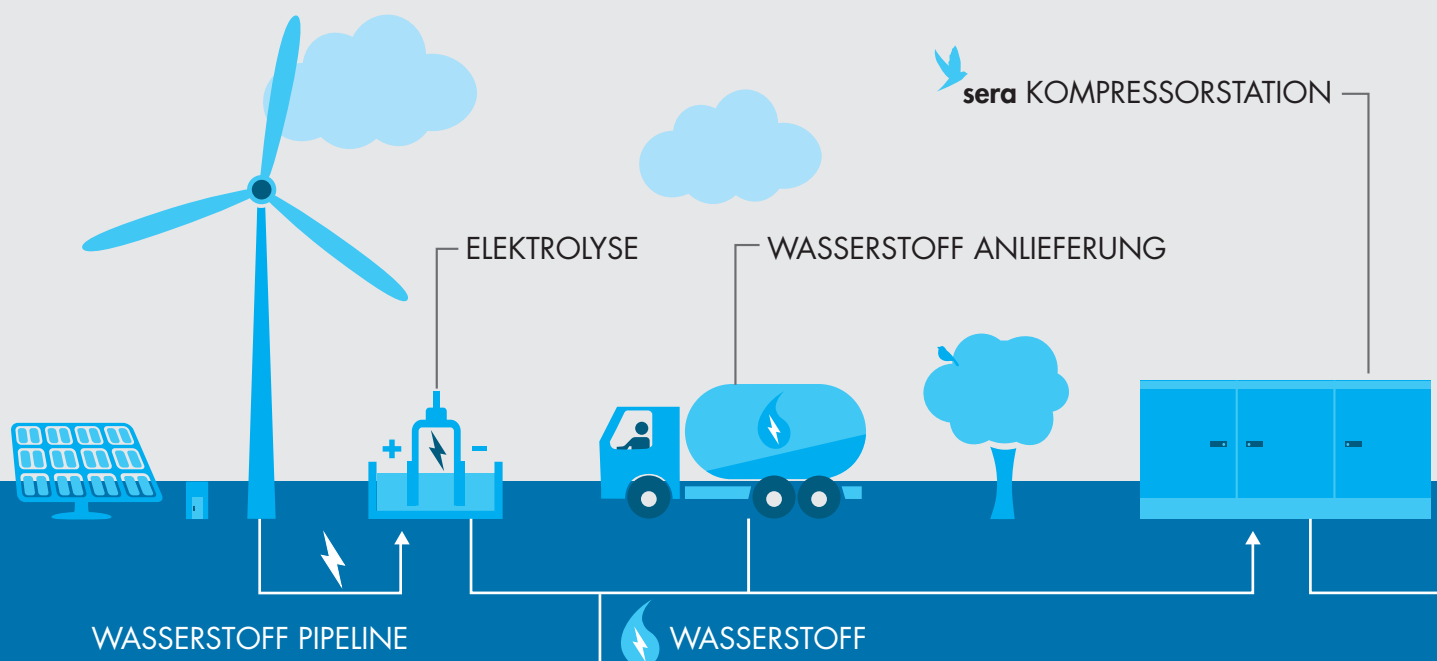 sera KOMPRESSORSTATION
ELEKTROLYSE
WASSERSTOFF ANLIEFERUNG
WASSERSTOFF PIPELINE
WASSERSTOFF